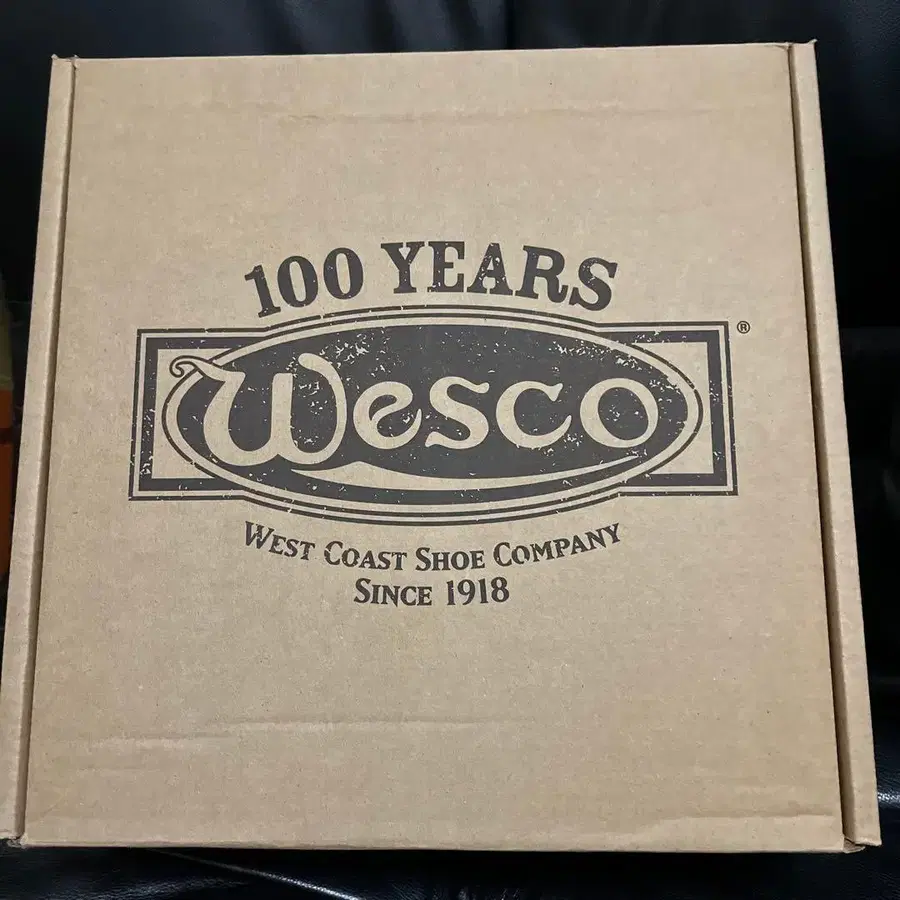 100 YEARS
Wesco®
WEST COAST SHOE COMPANY
SINCE 1918